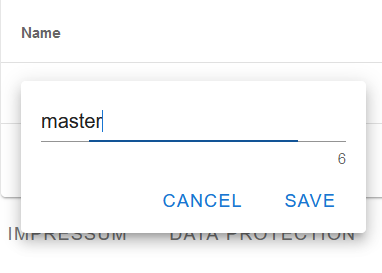 Name
master
6
CANCEL SAVE
IMPRESSUM DATA PROTECTION